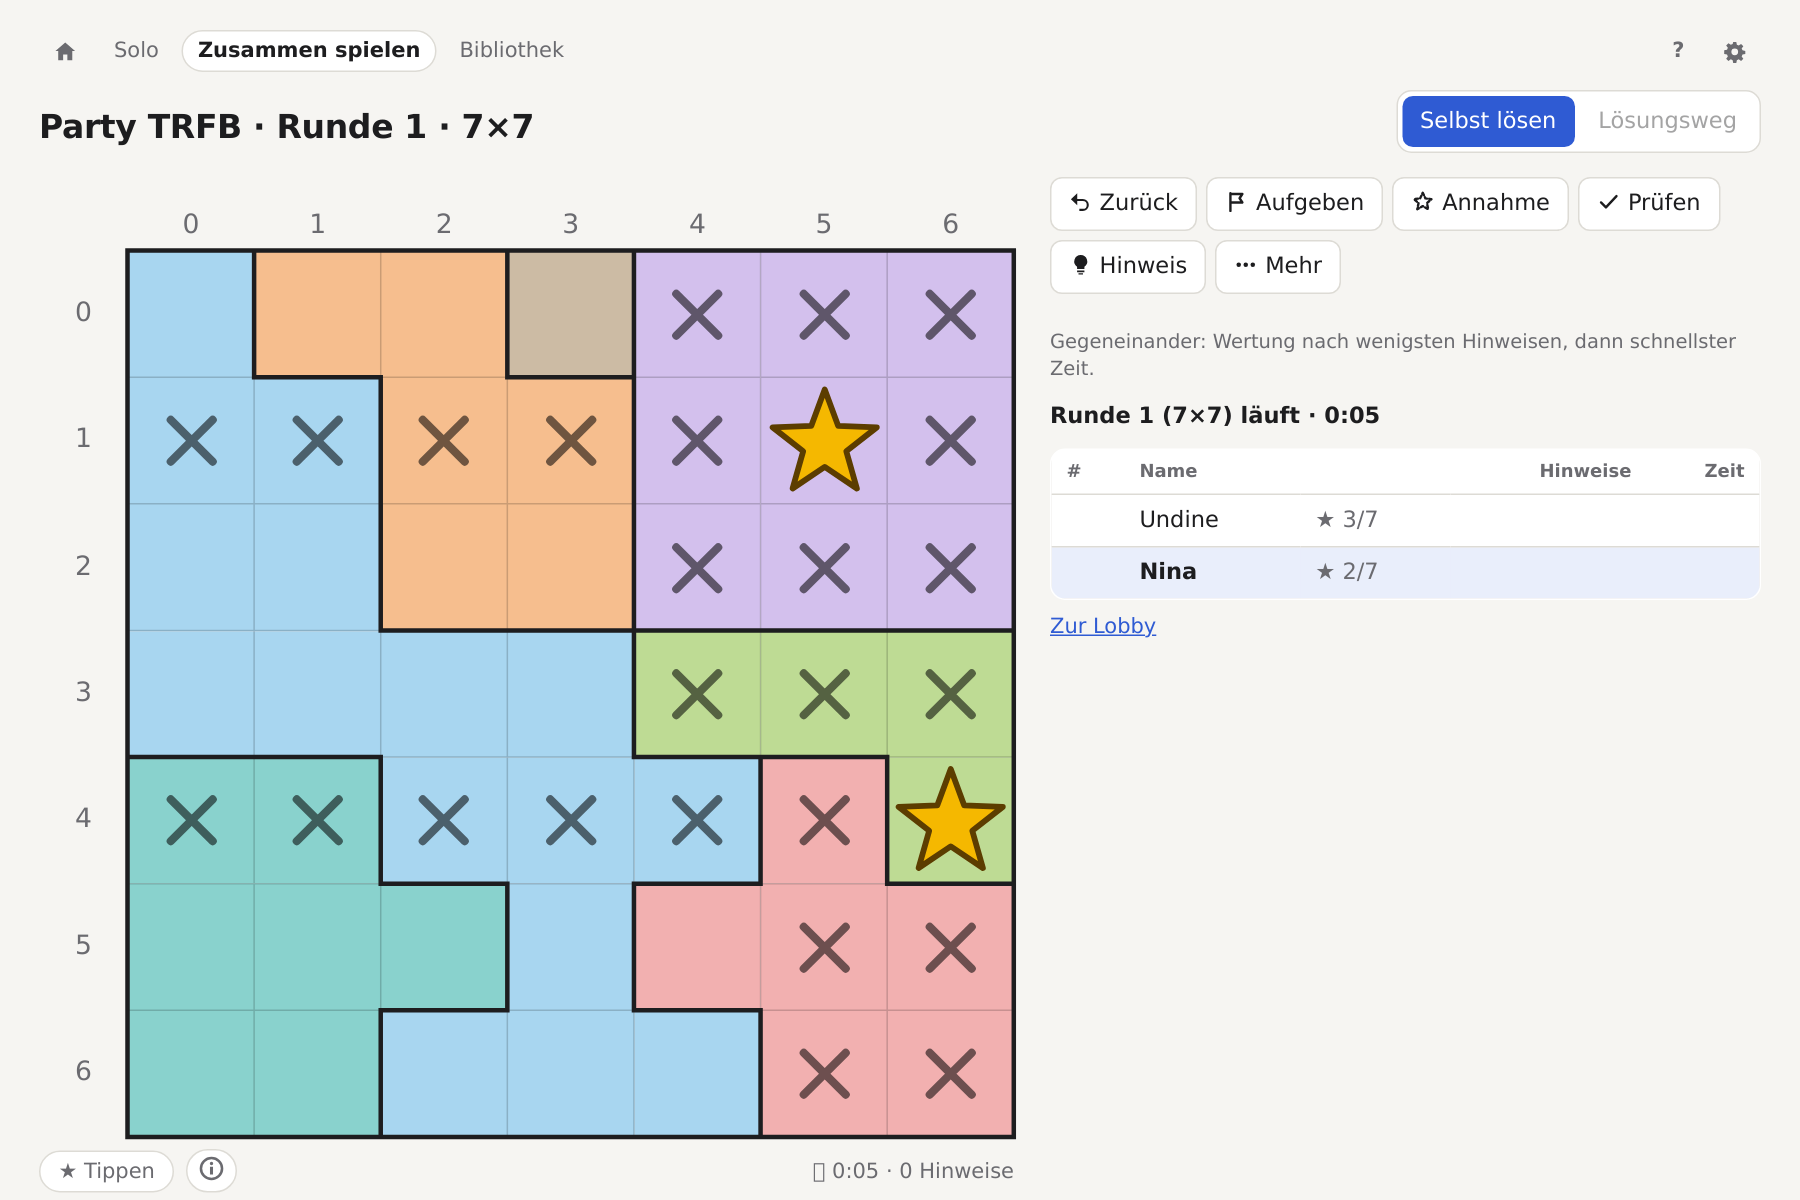 Solo Zusammen spielen Bibliothek ?
Party TRFB · Runde 1 · 7×7
Selbst lösen Lösungsweg
Zurück Aufgeben Annahme Prüfen
Hinweis Mehr
Gegeneinander: Wertung nach wenigsten Hinweisen, dann schnellster
Zeit.
Runde 1 (7×7) läuft · 0:05
# Name Hinweise Zeit
Undine ★ 3/7
Nina ★ 2/7
Zur Lobby
0 1 2 3 4 5 6
0
1
2
3
4
5
6
★ Tippen
0:05 · 0 Hinweise